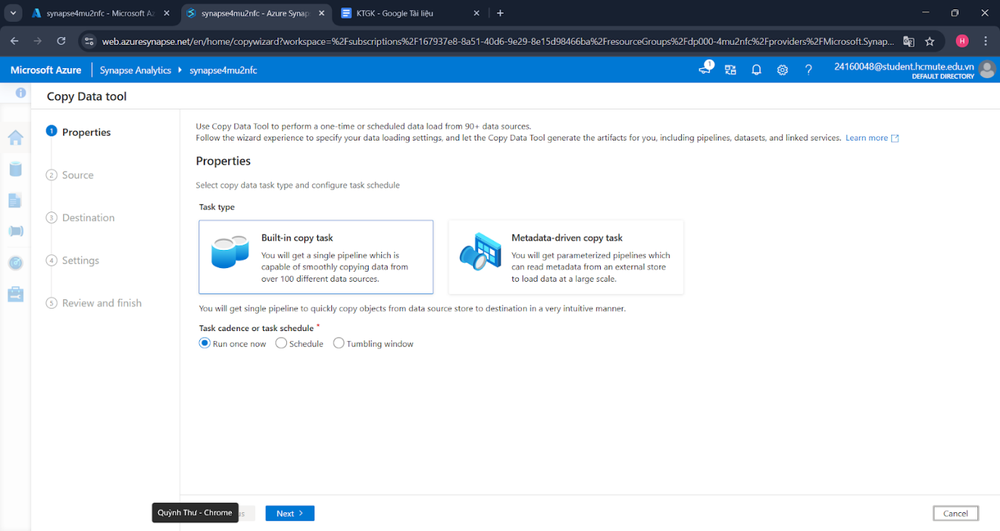 synapse4mu2nfc - Microsoft Az
synapse4mu2nfc - Azure Synap
KTGK - Google Tài liệu
web.azuresynapse.net/en/home/copywizard?workspace=%2Fsubscriptions%2F167937e8-8a51-40d6-9e29-8e15d98466ba%2FresourceGroups%2Fdp000-4mu2nfc%2Fproviders%2FMicrosoft.Synap...
H
Microsoft Azure
Synapse Analytics
synapse4mu2nfc
1
24160048@student.hcmute.edu.vn
DEFAULT DIRECTORY
Copy Data tool
1 Properties
2 Source
3 Destination
4 Settings
5 Review and finish
Use Copy Data Tool to perform a one-time or scheduled data load from 90+ data sources.
Follow the wizard experience to specify your data loading settings, and let the Copy Data Tool generate the artifacts for you, including pipelines, datasets, and linked services. Learn more
Properties
Select copy data task type and configure task schedule
Task type
Built-in copy task
You will get a single pipeline which is
capable of smoothly copying data from
over 100 different data sources.
Metadata-driven copy task
You will get parameterized pipelines which
can read metadata from an external store
to load data at a large scale.
You will get single pipeline to quickly copy objects from data source store to destination in a very intuitive manner.
Task cadence or task schedule *
Run once now
Schedule
Tumbling window
Quỳnh Thư - Chrome
us
Next >
Cancel